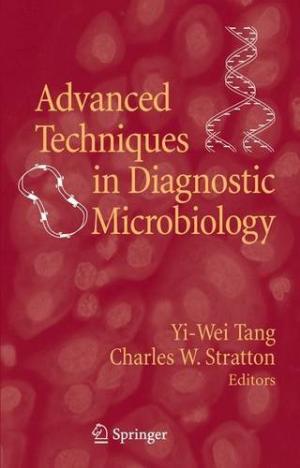 Advanced
Techniques
in Diagnostic
Microbiology
Yi-Wei Tang
Charles W. Stratton
Editors
Springer